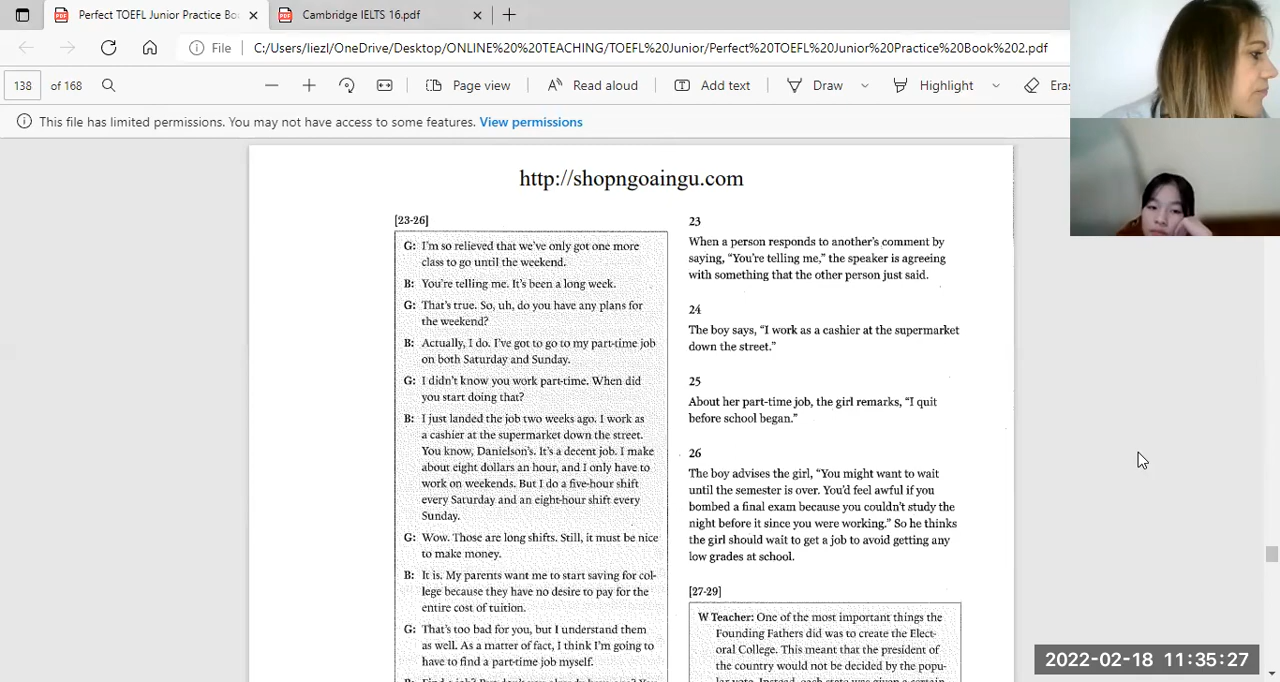 Perfect TOEFL Junior Practice Bo
Cambridge IELTS 16.pdf
File
C:/Users/liezl/OneDrive/Desktop/ONLINE%20%20TEACHING/TOEFL%20Junior/Perfect%20TOEFL%20Junior%20Practice%20Book%202.pdf
138
of 168
Page view
Read aloud
Add text
Draw
Highlight
Eras
This file has limited permissions. You may not have access to some features. View permissions
http://shopngoaingu.com
[23-26]
G: I'm so relieved that we've only got one more
class to go until the weekend.
B: You're telling me. It's been a long week.
G: That's true. So, uh, do you have any plans for
the weekend?
B: Actually, I do. I've got to go to my part-time job
on both Saturday and Sunday.
G: I didn't know you work part-time. When did
you start doing that?
B: I just landed the job two weeks ago. I work as
a cashier at the supermarket down the street.
You know, Danielson's. It's a decent job. I make
about eight dollars an hour, and I only have to
work on weekends. But I do a five-hour shift
every Saturday and an eight-hour shift every
Sunday.
G: Wow. Those are long shifts. Still, it must be nice
to make money.
B: It is. My parents want me to start saving for col-
lege because they have no desire to pay for the
entire cost of tuition.
G: That's too bad for you, but I understand them
as well. As a matter of fact, I think I'm going to
have to find a part-time job myself.
23
When a person responds to another's comment by
saying, "You're telling me," the speaker is agreeing
with something that the other person just said.
24
The boy says, "I work as a cashier at the supermarket
down the street."
25
About her part-time job, the girl remarks, "I quit
before school began."
26
The boy advises the girl, "You might want to wait
until the semester is over. You'd feel awful if you
bombed a final exam because you couldn't study the
night before it since you were working." So he thinks
the girl should wait to get a job to avoid getting any
low grades at school.
[27-29]
W Teacher: One of the most important things the
Founding Fathers did was to create the Elect-
oral College. This meant that the president of
the country would not be decided by the popu-
2022-02-18 11:35:27